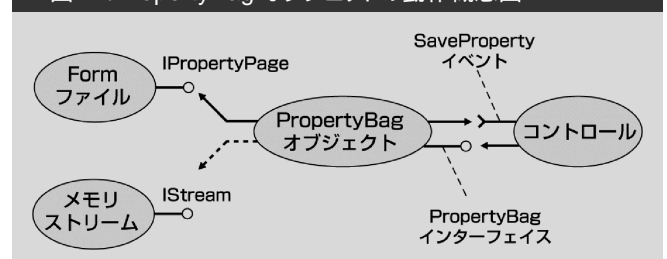 SaveProperty
イベント
Form
ファイル
IPropertyPage
PropertyBag
オブジェクト
コントロール
メモリ
ストリーム
IStream
PropertyBag
インターフェイス